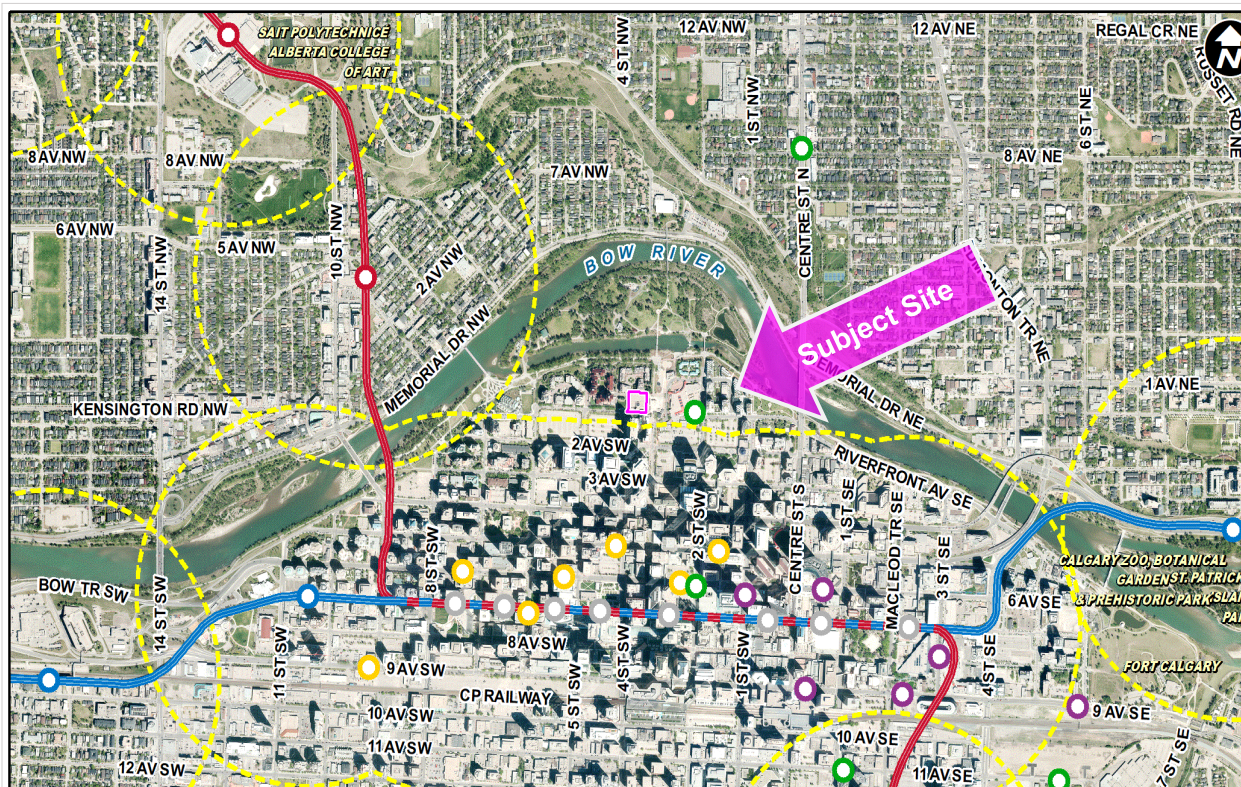 SAIT POLYTECHNICE
ALBERTA COLLEGE
OF ART
4 ST NW
12 AV NW
12 AV NE
REGAL CR NE
N
RUSSET RD NE
1 ST NW
6 ST NE
8 AV NW
8 AV NW
7 AV NW
8 AV NE
6 AV NW
5 AV NW
14 ST NW
10 ST NW
2 AV NW
BOW RIVER
CENTRE ST N
Subject Site
EDMONTON TR NE
MEMORIAL DR NW
MEMORIAL DR NE
1 AV NE
KENSINGTON RD NW
2 AV SW
3 AV SW
RIVERFRONT AV SE
2 ST SW
CENTRE ST S
1 ST SE
MACLEOD TR SE
3 ST SE
8 ST SW
CALGARY ZOO, BOTANICAL
GARDEN
& PREHISTORIC PARK
ST. PATRICK
BOW TR SW
14 ST SW
6 AV SE
8 AV SW
11 ST SW
9 AV SW
5 ST SW
4 ST SW
1 ST SW
4 ST SE
FORT CALGARY
CP RAILWAY
9 AV SE
10 AV SW
11 AV SW
12 AV SW
10 AV SE
11 AV SE
7 ST SE